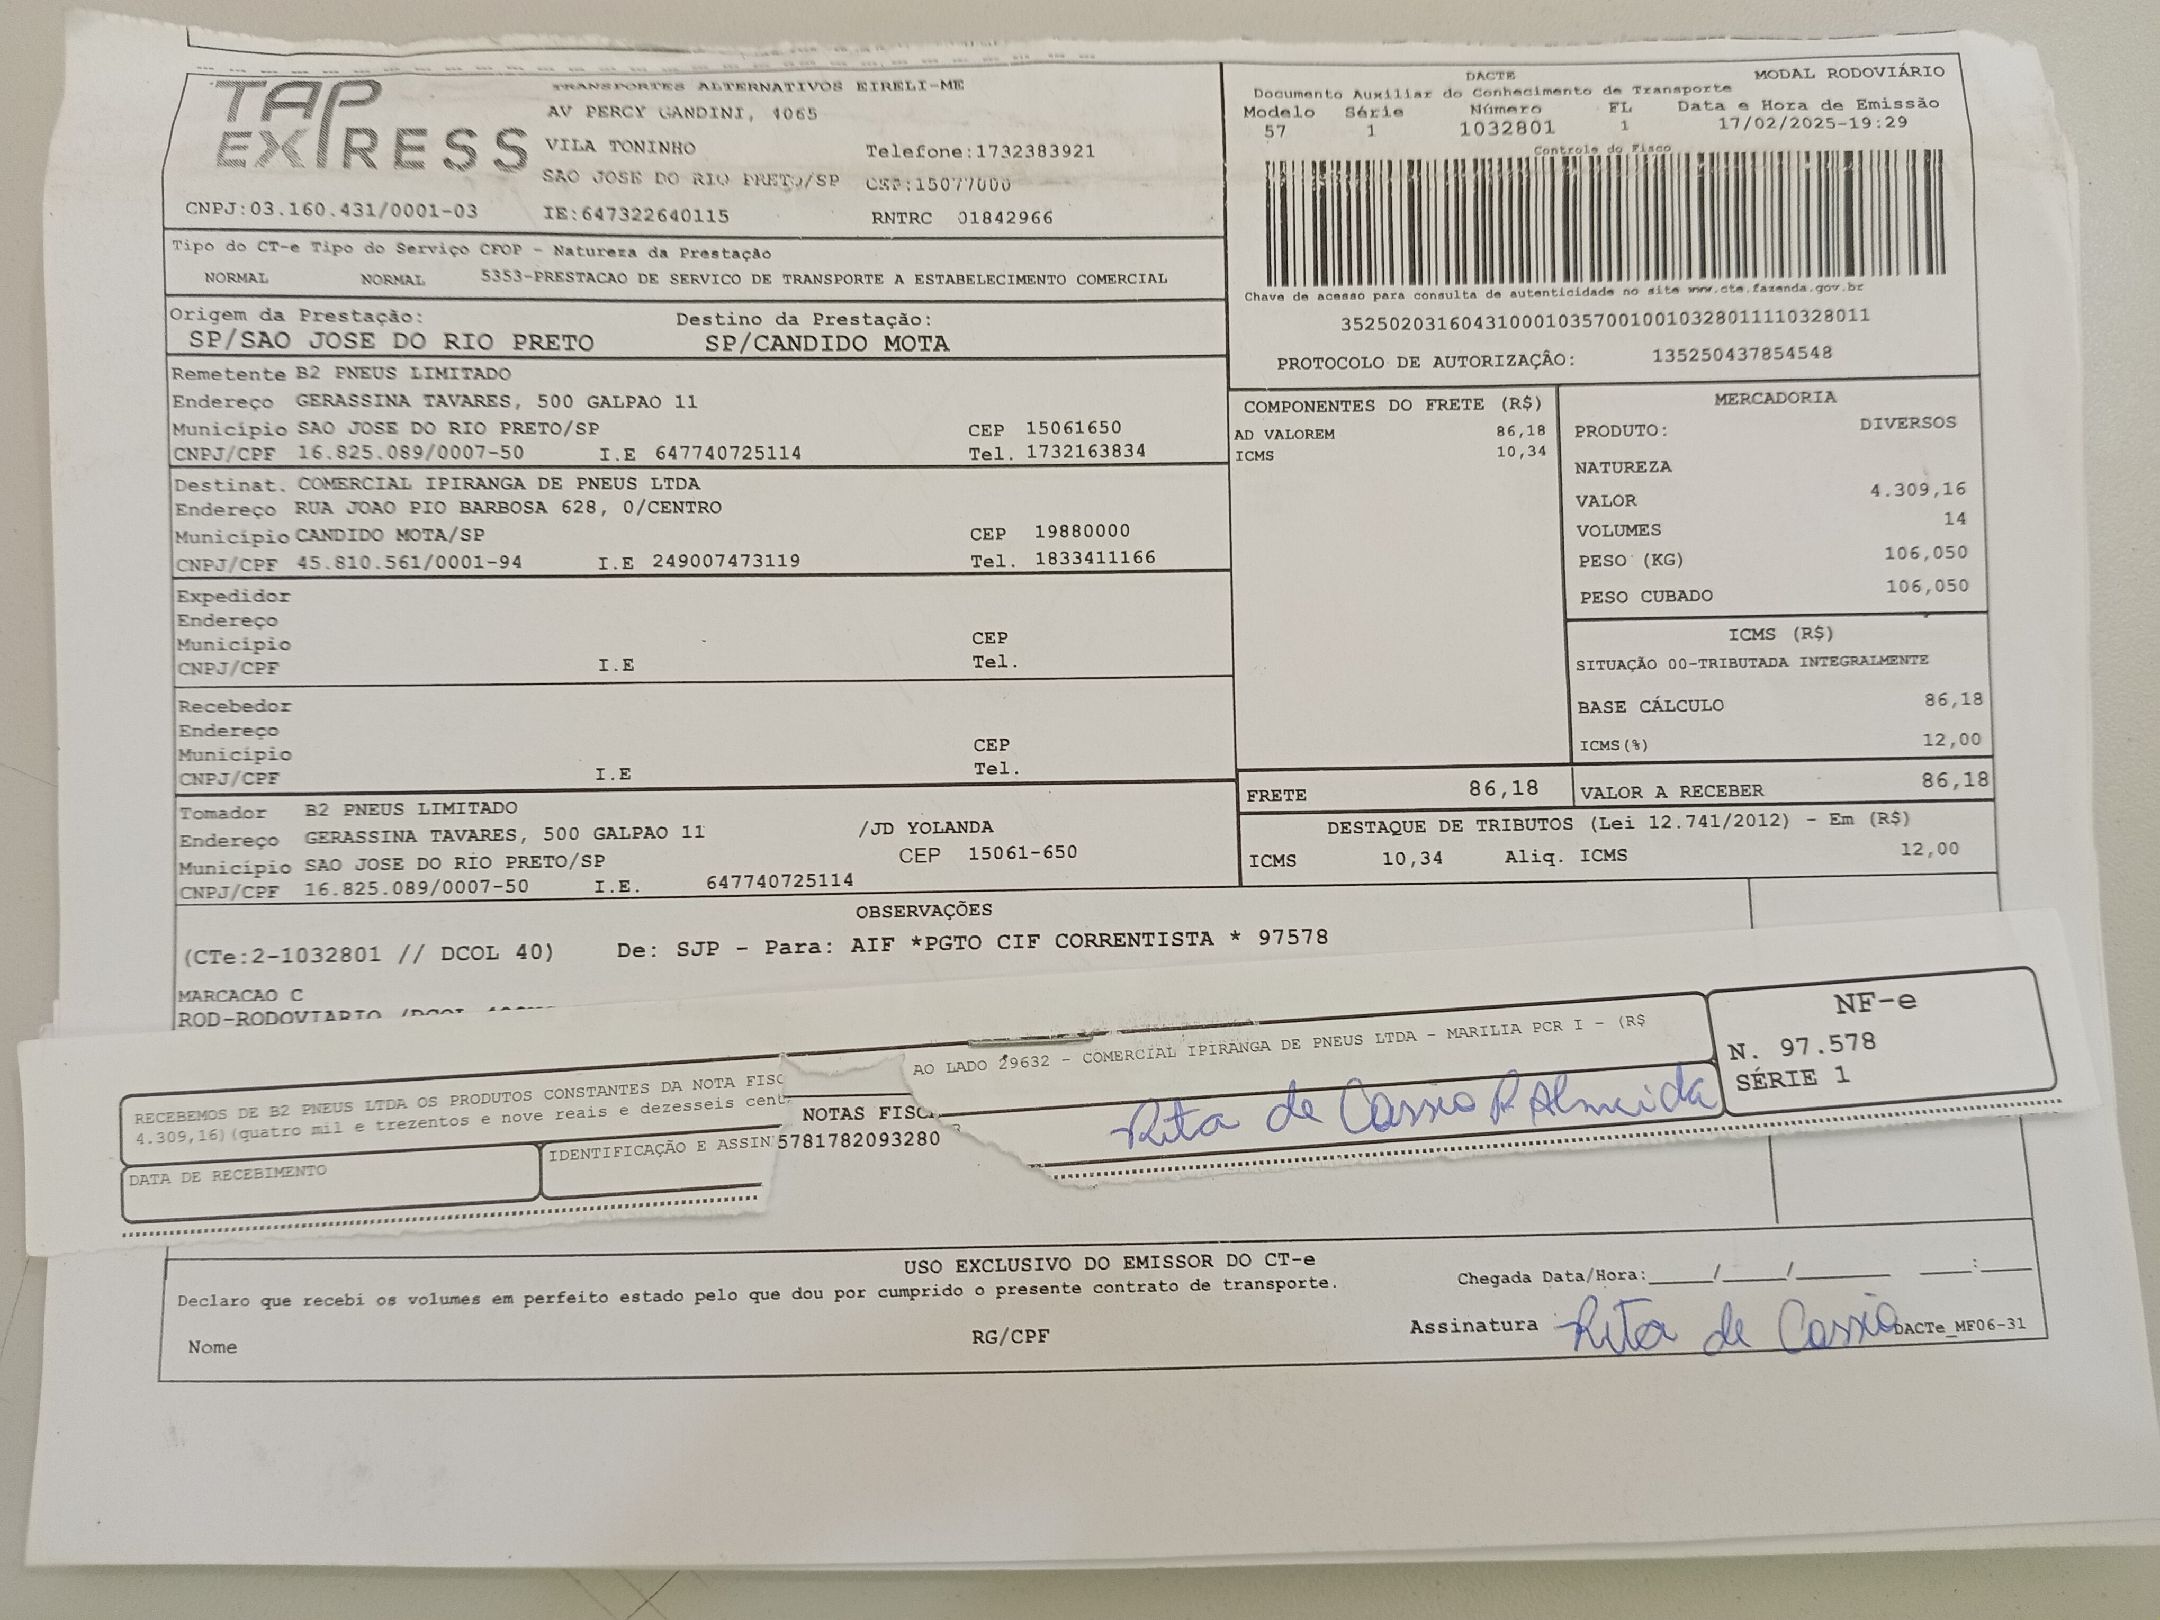 TAP EXPRESS
TRANSPORTES ALTERNATIVOS EIRELI-ME
AV PERCY GANDINI, 1065
VILA TONINHO
Telefone:1732383921
SAO JOSE DO RIO PRETO/SP CEP:15077000
CNPJ:03.160.431/0001-03 IE:647322640115 RNTRC 01842966
DACTE MODAL RODOVIÁRIO
Documento Auxiliar do Conhecimento de Transporte
Modelo Série Número FL Data e Hora de Emissão
57 1 1032801 1 17/02/2025-19:29
Controle do Fisco
Chave de acesso para consulta de autenticidade no site www.cte.fazenda.gov.br
35250203160431000103570010010328011110328011
PROTOCOLO DE AUTORIZAÇÃO: 135250437854548
Tipo do CT-e Tipo do Serviço CFOP - Natureza da Prestação
NORMAL NORMAL 5353-PRESTACAO DE SERVICO DE TRANSPORTE A ESTABELECIMENTO COMERCIAL
Origem da Prestação: Destino da Prestação:
SP/SAO JOSE DO RIO PRETO SP/CANDIDO MOTA
Remetente B2 PNEUS LIMITADO
Endereço GERASSINA TAVARES, 500 GALPAO 11
Município SAO JOSE DO RIO PRETO/SP CEP 15061650
CNPJ/CPF 16.825.089/0007-50 I.E 647740725114 Tel. 1732163834
Destinat. COMERCIAL IPIRANGA DE PNEUS LTDA
Endereço RUA JOAO PIO BARBOSA 628, 0/CENTRO
Município CANDIDO MOTA/SP CEP 19880000
CNPJ/CPF 45.810.561/0001-94 I.E 249007473119 Tel. 1833411166
Expedidor
Endereço
Município CEP
CNPJ/CPF I.E Tel.
Recebedor
Endereço
Município CEP
CNPJ/CPF I.E Tel.
Tomador B2 PNEUS LIMITADO
Endereço GERASSINA TAVARES, 500 GALPAO 11 /JD YOLANDA
Município SAO JOSE DO RIO PRETO/SP CEP 15061-650
CNPJ/CPF 16.825.089/0007-50 I.E. 647740725114
COMPONENTES DO FRETE (R$)
AD VALOREM 86,18
ICMS 10,34
MERCADORIA
PRODUTO: DIVERSOS
NATUREZA
VALOR 4.309,16
VOLUMES 14
PESO (KG) 106,050
PESO CUBADO 106,050
ICMS (R$)
SITUAÇÃO 00-TRIBUTADA INTEGRALMENTE
BASE CÁLCULO 86,18
ICMS(%) 12,00
FRETE 86,18 VALOR A RECEBER 86,18
DESTAQUE DE TRIBUTOS (Lei 12.741/2012) - Em (R$)
ICMS 10,34 Aliq. ICMS 12,00
OBSERVAÇÕES
(CTe:2-1032801 // DCOL 40) De: SJP - Para: AIF *PGTO CIF CORRENTISTA * 97578
MARCACAO C
ROD-RODOVIARIO
RECEBEMOS DE B2 PNEUS LTDA OS PRODUTOS CONSTANTES DA NOTA FISC AO LADO 29632 - COMERCIAL IPIRANGA DE PNEUS LTDA - MARILIA PCR I - (R$
4.309,16)(quatro mil e trezentos e nove reais e dezesseis cent
NOTAS FISC
DATA DE RECEBIMENTO
IDENTIFICAÇÃO E ASSIN
5781782093280
Rita de Cassia R Almeida
NF-e
N. 97.578
SÉRIE 1
USO EXCLUSIVO DO EMISSOR DO CT-e
Declaro que recebi os volumes em perfeito estado pelo que dou por cumprido o presente contrato de transporte.
Chegada Data/Hora:_____/_____/________ ____:____
Nome RG/CPF Assinatura Rita de Cassia DACTe_MF06-31